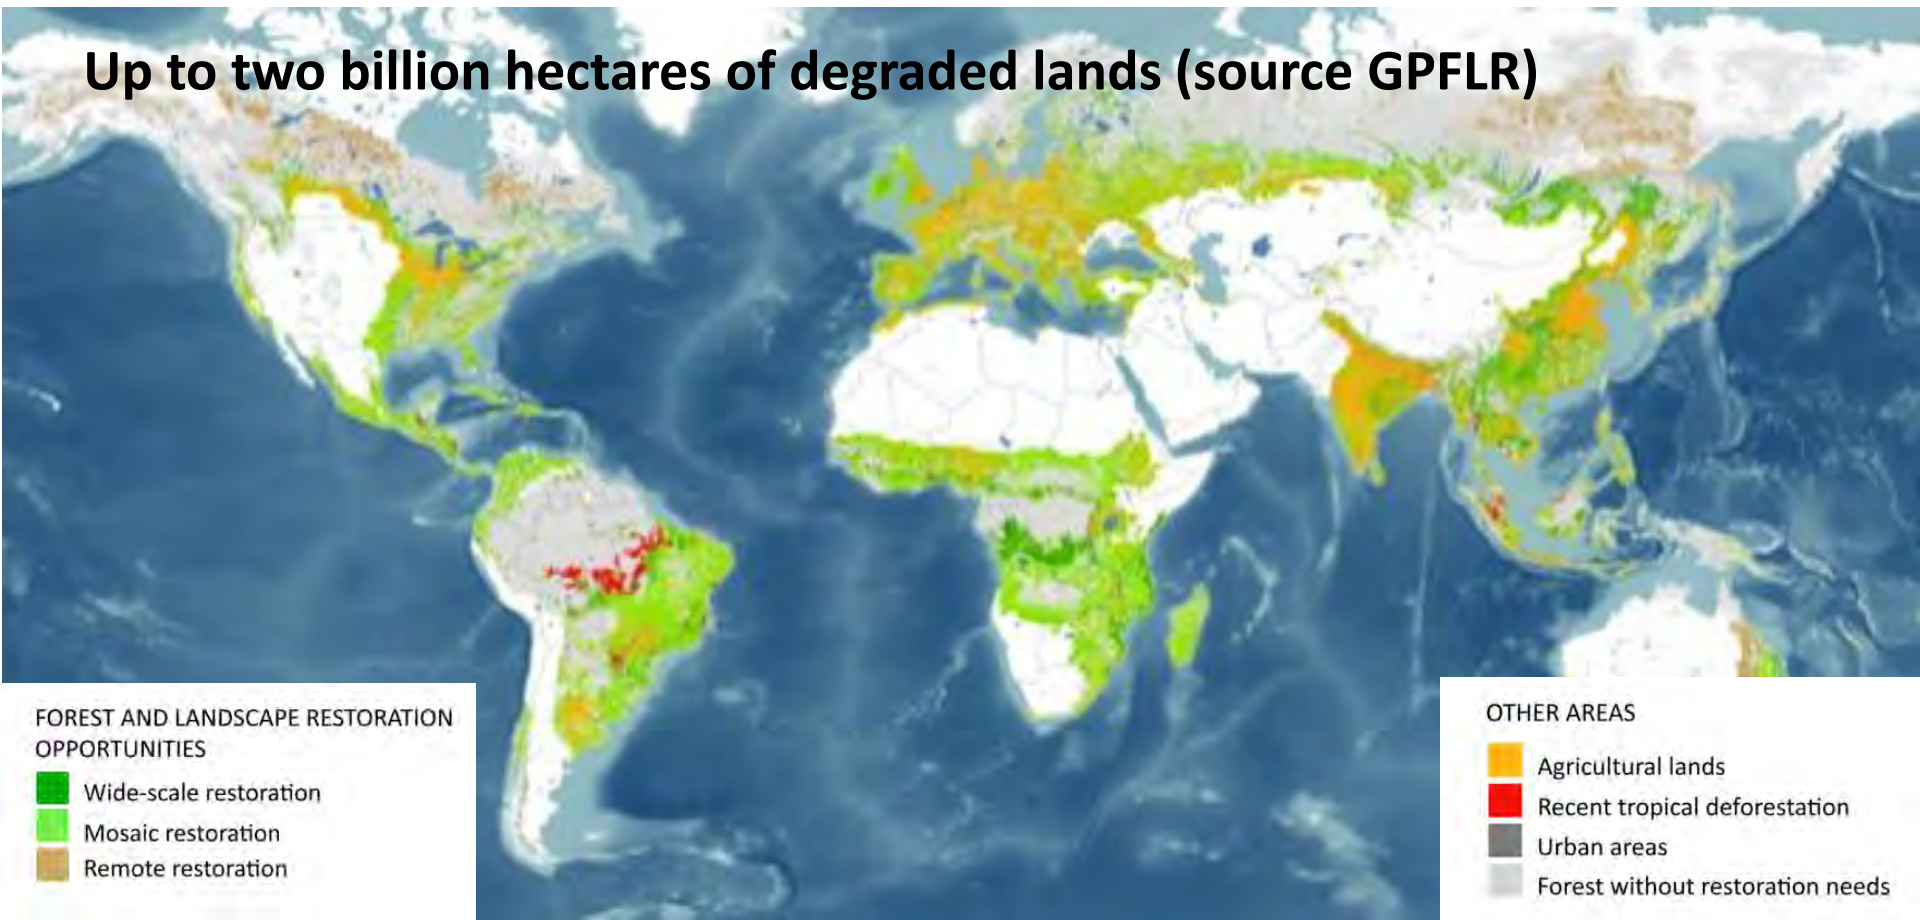 Up to two billion hectares of degraded lands (source GPFLR)
FOREST AND LANDSCAPE RESTORATION
OPPORTUNITIES
Wide-scale restoration
Mosaic restoration
Remote restoration
OTHER AREAS
Agricultural lands
Recent tropical deforestation
Urban areas
Forest without restoration needs